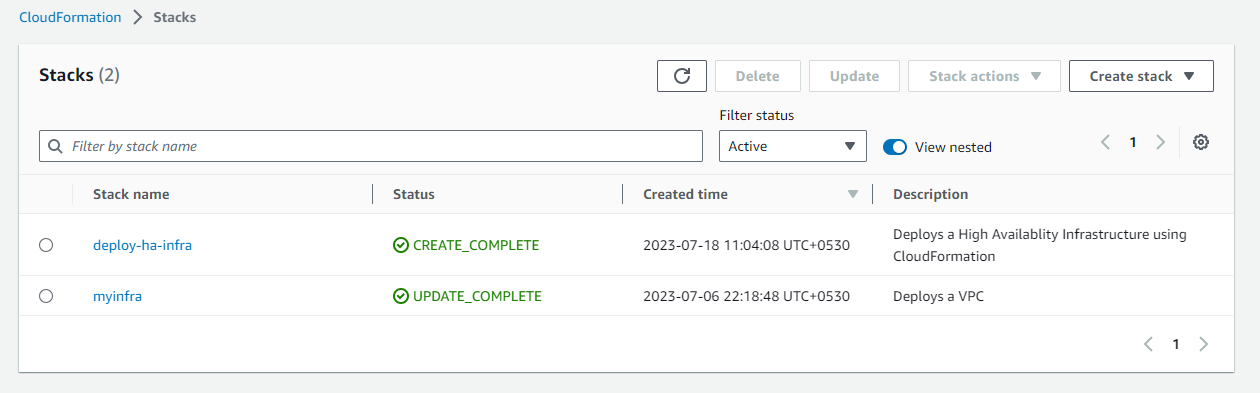 CloudFormation > Stacks
Stacks (2)
Delete
Update
Stack actions
Create stack
Filter status
Filter by stack name
Active
View nested
1
Stack name Status Created time Description
deploy-ha-infra CREATE_COMPLETE 2023-07-18 11:04:08 UTC+0530 Deploys a High Availablity Infrastructure using
CloudFormation
myinfra UPDATE_COMPLETE 2023-07-06 22:18:48 UTC+0530 Deploys a VPC
1